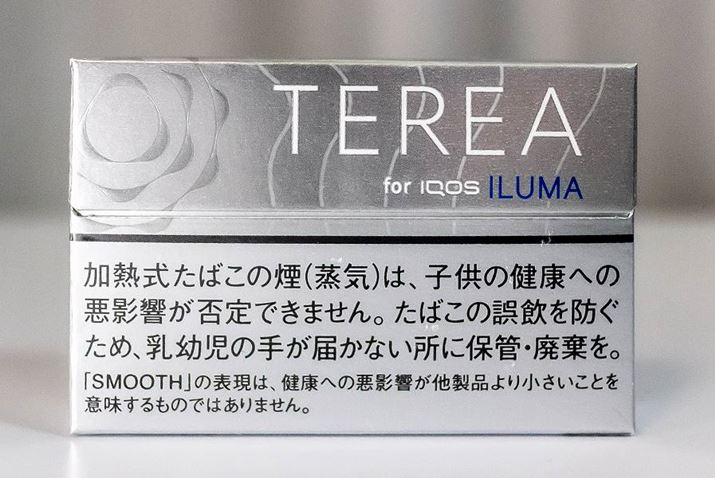 TEREA
for IQOS ILUMA
加熱式たばこの煙(蒸気)は、子供の健康への
悪影響が否定できません。たばこの誤飲を防ぐ
ため、乳幼児の手が届かない所に保管・廃棄を。
「SMOOTH」の表現は、健康への悪影響が他製品より小さいことを
意味するものではありません。